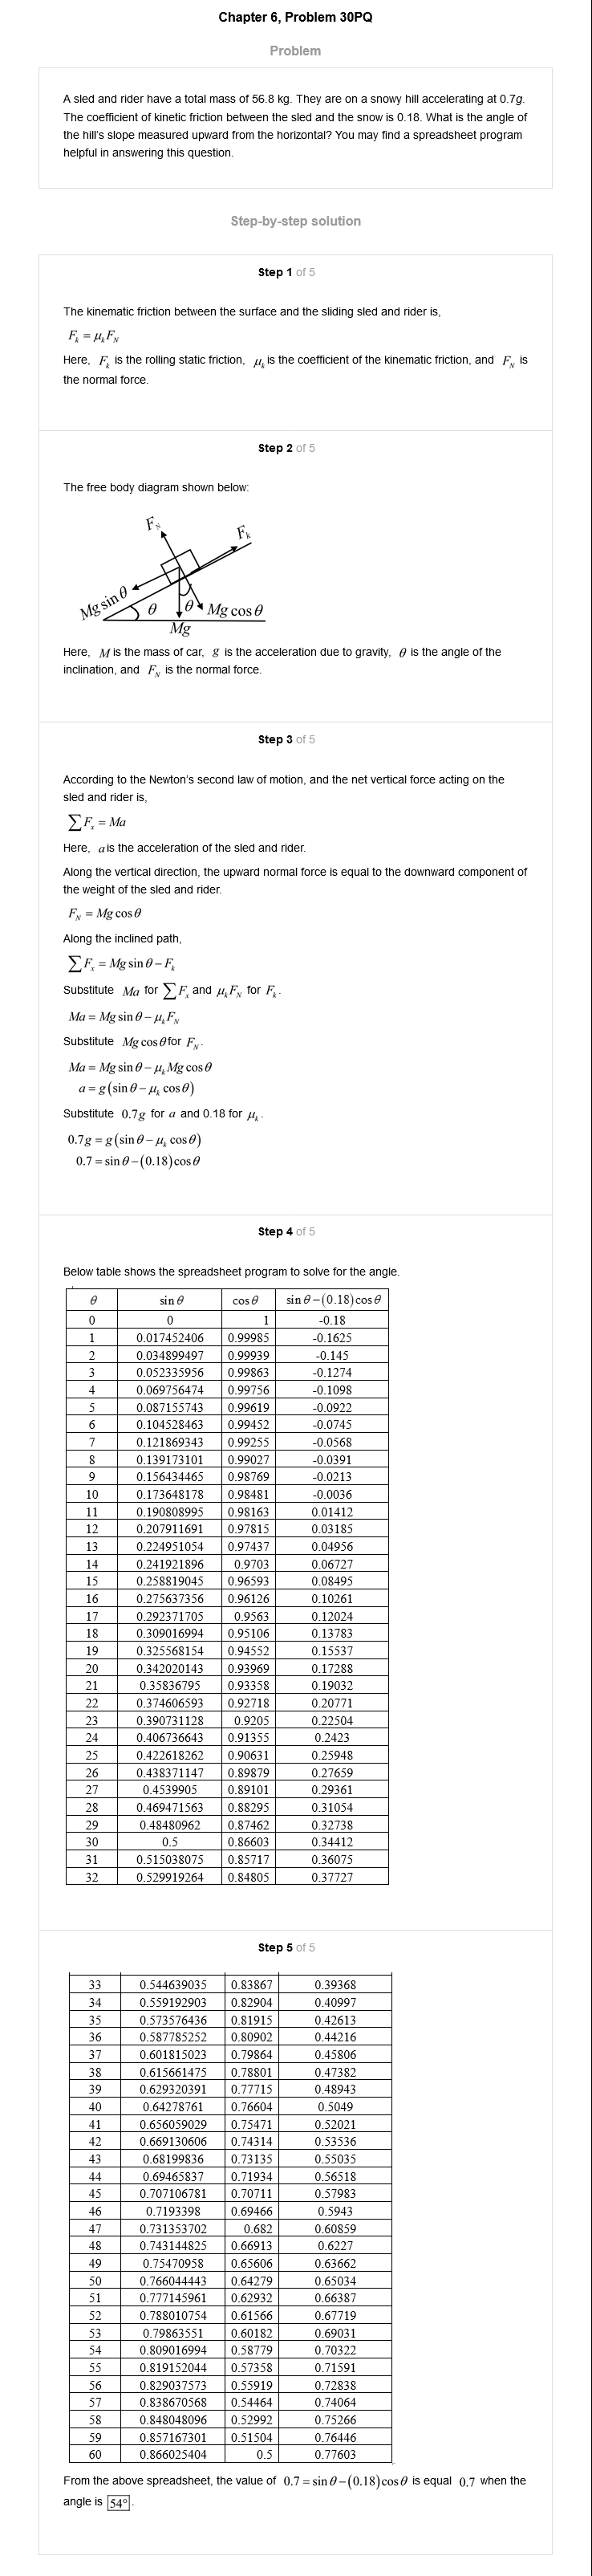 Chapter 6, Problem 30PQ
Problem
A sled and rider have a total mass of 56.8 kg. They are on a snowy hill accelerating at 0.7g.
The coefficient of kinetic friction between the sled and the snow is 0.18. What is the angle of
the hill's slope measured upward from the horizontal? You may find a spreadsheet program
helpful in answering this question.
Step-by-step solution
Step 1 of 5
The kinematic friction between the surface and the sliding sled and rider is,
F_k = μ_k F_N
Here, F_k is the rolling static friction, μ_k is the coefficient of the kinematic friction, and F_N is
the normal force.
Step 2 of 5
The free body diagram shown below:
F_N
F_k
Mg sin θ
θ
θ
Mg cos θ
Mg
Here, M is the mass of car, g is the acceleration due to gravity, θ is the angle of the
inclination, and F_N is the normal force.
Step 3 of 5
According to the Newton's second law of motion, and the net vertical force acting on the
sled and rider is,
∑F_x = Ma
Here, a is the acceleration of the sled and rider.
Along the vertical direction, the upward normal force is equal to the downward component of
the weight of the sled and rider.
F_N = Mg cos θ
Along the inclined path,
∑F_x = Mg sin θ − F_k
Substitute Ma for ∑F_x and μ_k F_N for F_k.
Ma = Mg sin θ − μ_k F_N
Substitute Mg cos θ for F_N.
Ma = Mg sin θ − μ_k Mg cos θ
a = g(sin θ − μ_k cos θ)
Substitute 0.7g for a and 0.18 for μ_k.
0.7g = g(sin θ − μ_k cos θ)
0.7 = sin θ − (0.18)cos θ
Step 4 of 5
Below table shows the spreadsheet program to solve for the angle.
θ sin θ cos θ sin θ − (0.18)cos θ
0 0 1 -0.18
1 0.017452406 0.99985 -0.1625
2 0.034899497 0.99939 -0.145
3 0.052335956 0.99863 -0.1274
4 0.069756474 0.99756 -0.1098
5 0.087155743 0.99619 -0.0922
6 0.104528463 0.99452 -0.0745
7 0.121869343 0.99255 -0.0568
8 0.139173101 0.99027 -0.0391
9 0.156434465 0.98769 -0.0213
10 0.173648178 0.98481 -0.0036
11 0.190808995 0.98163 0.01412
12 0.207911691 0.97815 0.03185
13 0.224951054 0.97437 0.04956
14 0.241921896 0.9703 0.06727
15 0.258819045 0.96593 0.08495
16 0.275637356 0.96126 0.10261
17 0.292371705 0.9563 0.12024
18 0.309016994 0.95106 0.13783
19 0.325568154 0.94552 0.15537
20 0.342020143 0.93969 0.17288
21 0.35836795 0.93358 0.19032
22 0.374606593 0.92718 0.20771
23 0.390731128 0.9205 0.22504
24 0.406736643 0.91355 0.2423
25 0.422618262 0.90631 0.25948
26 0.438371147 0.89879 0.27659
27 0.4539905 0.89101 0.29361
28 0.469471563 0.88295 0.31054
29 0.48480962 0.87462 0.32738
30 0.5 0.86603 0.34412
31 0.515038075 0.85717 0.36075
32 0.529919264 0.84805 0.37727
Step 5 of 5
33 0.544639035 0.83867 0.39368
34 0.559192903 0.82904 0.40997
35 0.573576436 0.81915 0.42613
36 0.587785252 0.80902 0.44216
37 0.601815023 0.79864 0.45806
38 0.615661475 0.78801 0.47382
39 0.629320391 0.77715 0.48943
40 0.64278761 0.76604 0.5049
41 0.656059029 0.75471 0.52021
42 0.669130606 0.74314 0.53536
43 0.68199836 0.73135 0.55035
44 0.69465837 0.71934 0.56518
45 0.707106781 0.70711 0.57983
46 0.7193398 0.69466 0.5943
47 0.731353702 0.682 0.60859
48 0.743144825 0.66913 0.6227
49 0.75470958 0.65606 0.63662
50 0.766044443 0.64279 0.65034
51 0.777145961 0.62932 0.66387
52 0.788010754 0.61566 0.67719
53 0.79863551 0.60182 0.69031
54 0.809016994 0.58779 0.70322
55 0.819152044 0.57358 0.71591
56 0.829037573 0.55919 0.72838
57 0.838670568 0.54464 0.74064
58 0.848048096 0.52992 0.75266
59 0.857167301 0.51504 0.76446
60 0.866025404 0.5 0.77603
From the above spreadsheet, the value of 0.7 = sin θ − (0.18)cos θ is equal 0.7 when the
angle is 54°.